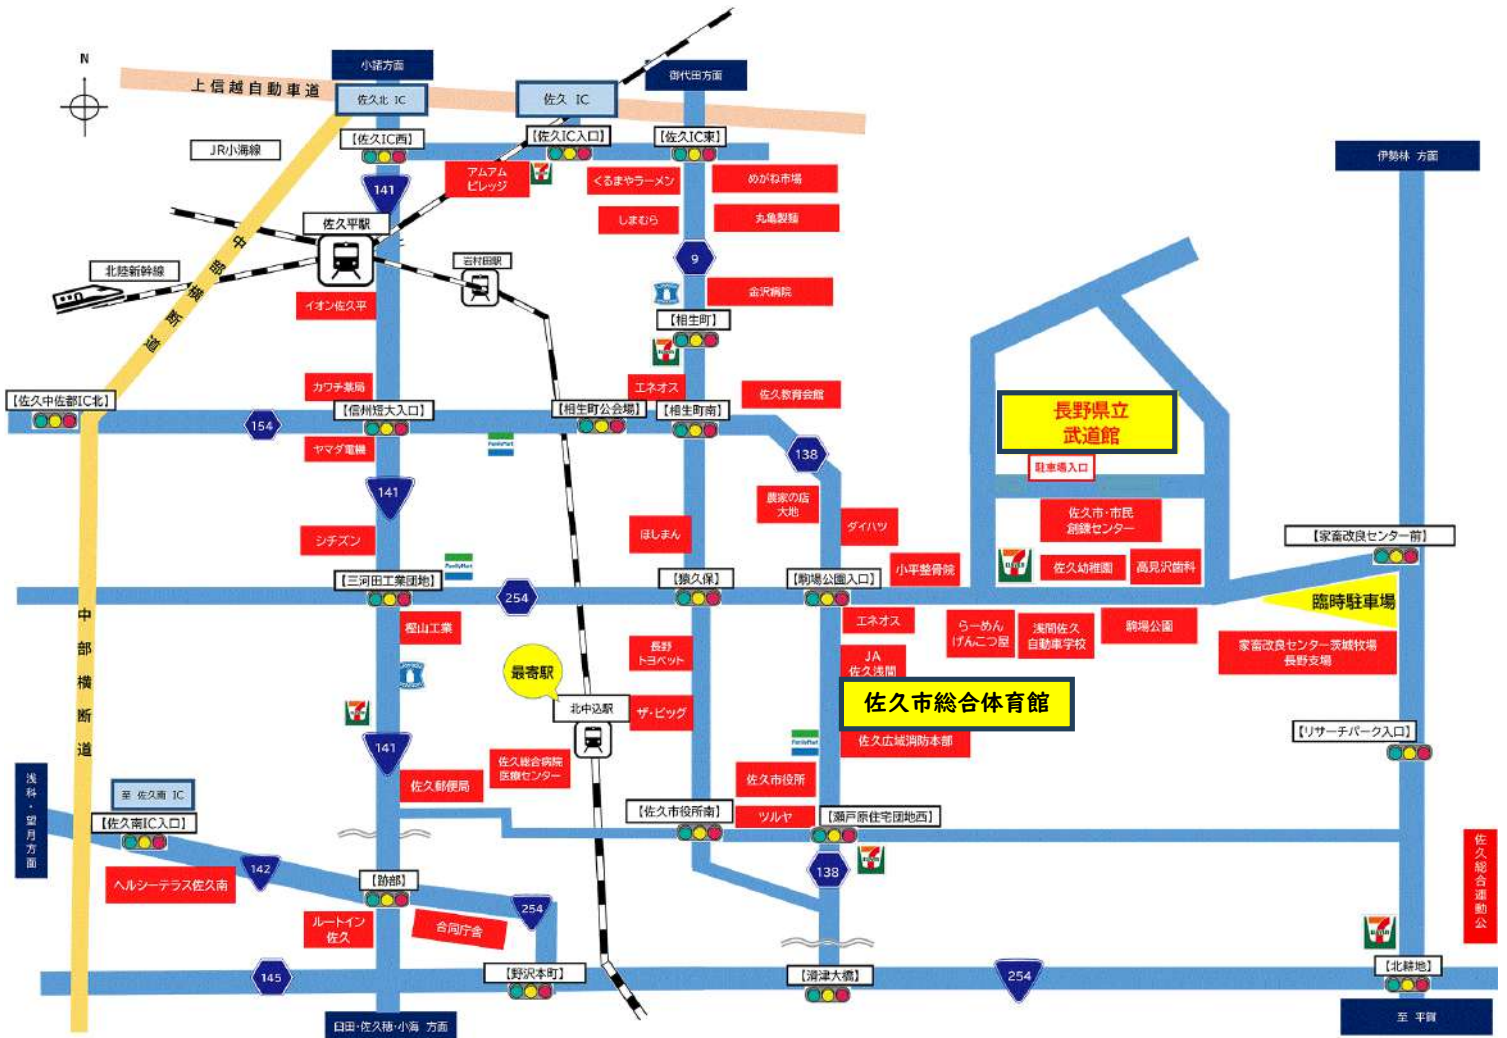 N
小諸方面
御代田方面
上信越自動車道
佐久北 IC
佐久 IC
【佐久IC西】
【佐久IC入口】
【佐久IC東】
伊勢林 方面
JR小海線
141
アムアム
ビレッジ
くるまやラーメン
めがね市場
しまむら
丸亀製麺
佐久平駅
中部横断道
9
北陸新幹線
岩村田駅
金沢病院
イオン佐久平
【相生町】
カワチ薬局
エネオス
佐久教育会館
【佐久中佐都IC北】
【信州短大入口】
【相生町公会場】
【相生町南】
長野県立
武道館
154
ヤマダ電機
FamilyMart
138
駐車場入口
141
農家の店
大地
佐久市・市民
創錬センター
シチズン
ほしまん
ダイハツ
【家畜改良センター前】
FamilyMart
【三河田工業団地】
【猿久保】
【駒場公園入口】
小平整骨院
佐久幼稚園
高見沢歯科
254
臨時駐車場
樫山工業
エネオス
らーめん
げんこつ屋
浅間佐久
自動車学校
駒場公園
家畜改良センター茨城牧場
長野支場
中部横断道
最寄駅
長野
トヨペット
JA
佐久浅間
北中込駅
ザ・ビッグ
佐久市総合体育館
141
FamilyMart
佐久広域消防本部
【リサーチパーク入口】
佐久総合病院
医療センター
佐久郵便局
佐久市役所
浅科・望月方面
至 佐久南 IC
【佐久南IC入口】
【佐久市役所南】
ツルヤ
【瀬戸原住宅団地西】
佐久総合運動公
142
138
ヘルシーテラス佐久南
【跡部】
254
ルートイン
佐久
合同庁舎
145
【野沢本町】
【滑津大橋】
254
【北耕地】
臼田・佐久穂・小海 方面
至 平賀